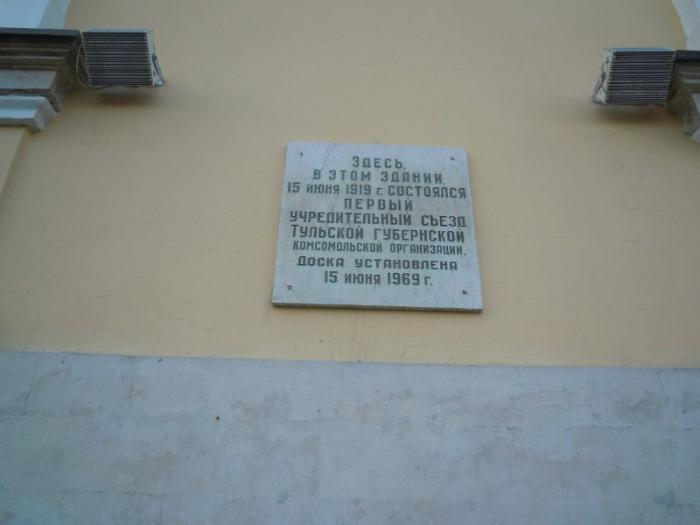 ЗДЕСЬ,
В ЭТОМ ЗДАНИИ,
15 ИЮНЯ 1919 г. СОСТОЯЛСЯ
ПЕРВЫЙ
УЧРЕДИТЕЛЬНЫЙ СЪЕЗД
ТУЛЬСКОЙ ГУБЕРНСКОЙ
КОМСОМОЛЬСКОЙ ОРГАНИЗАЦИИ.
ДОСКА УСТАНОВЛЕНА
15 ИЮНЯ 1969 г.